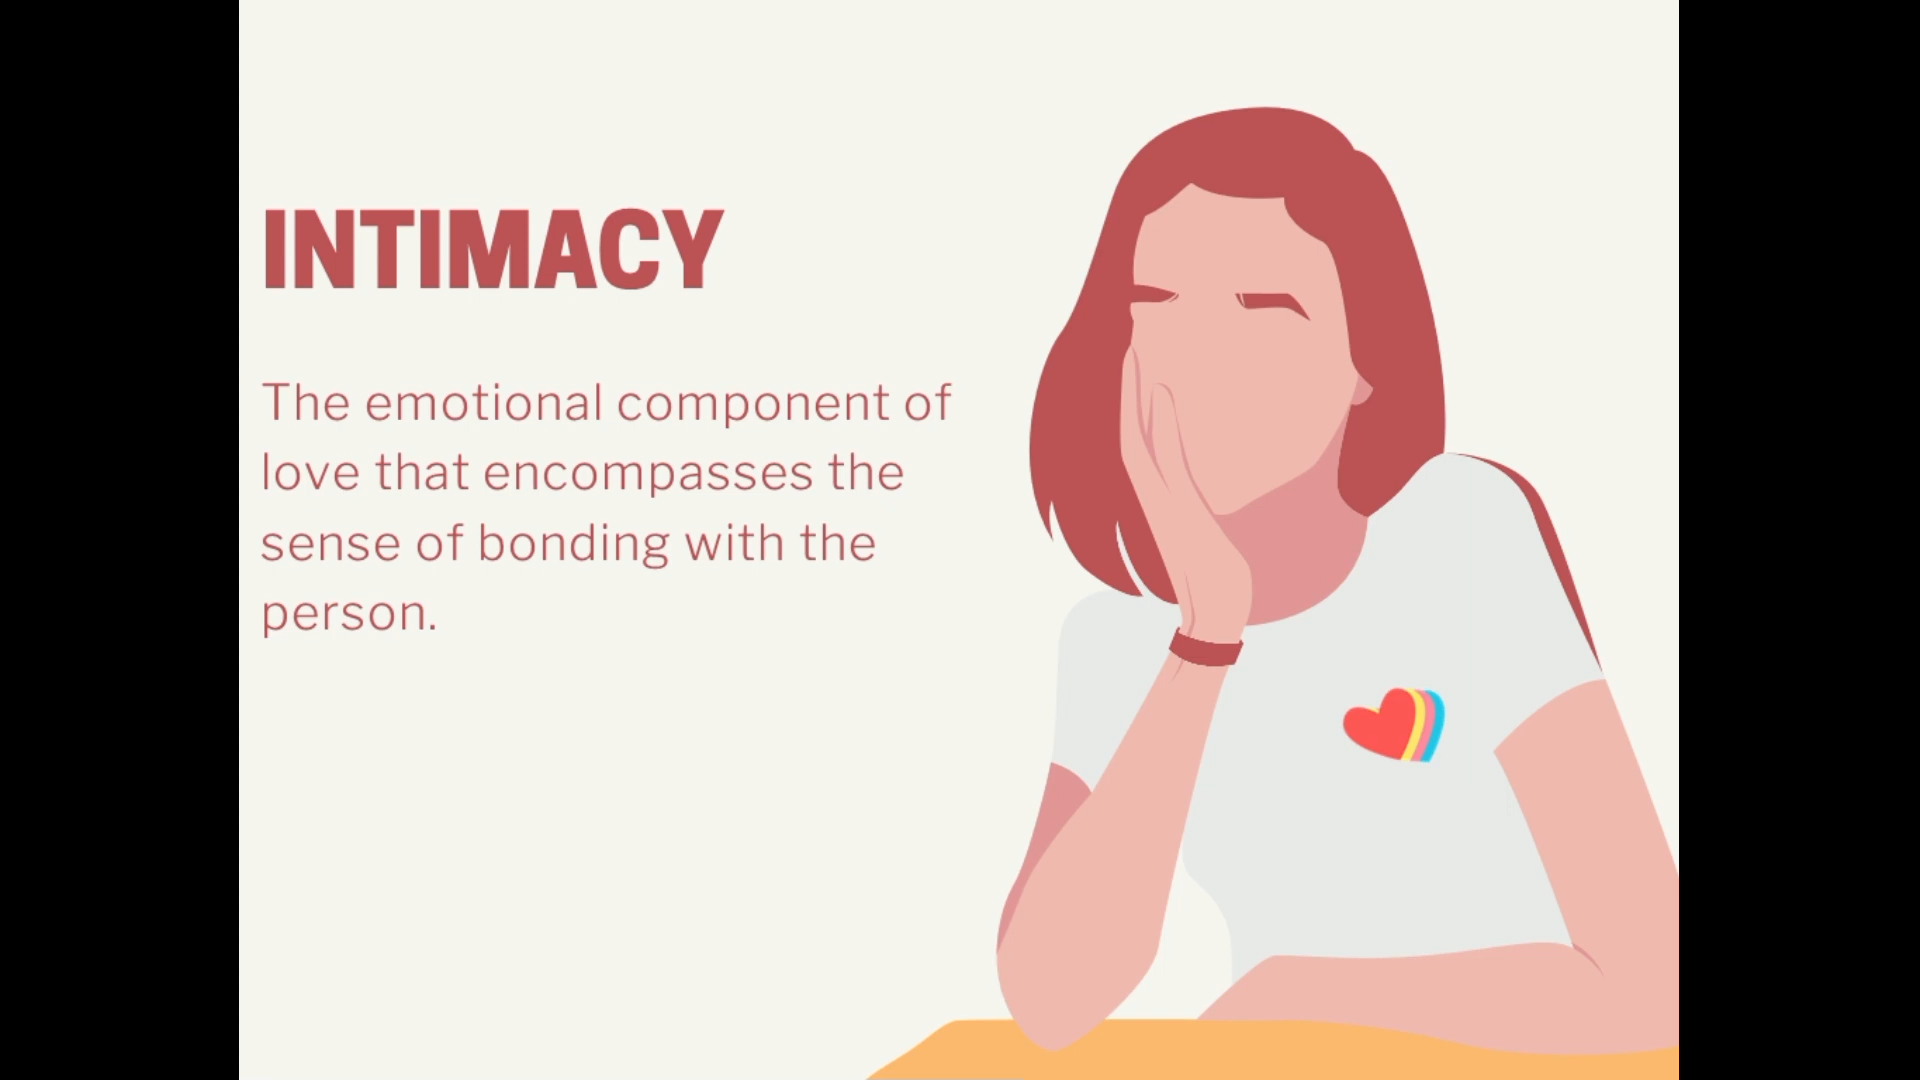 INTIMACY
The emotional component of
love that encompasses the
sense of bonding with the
person.